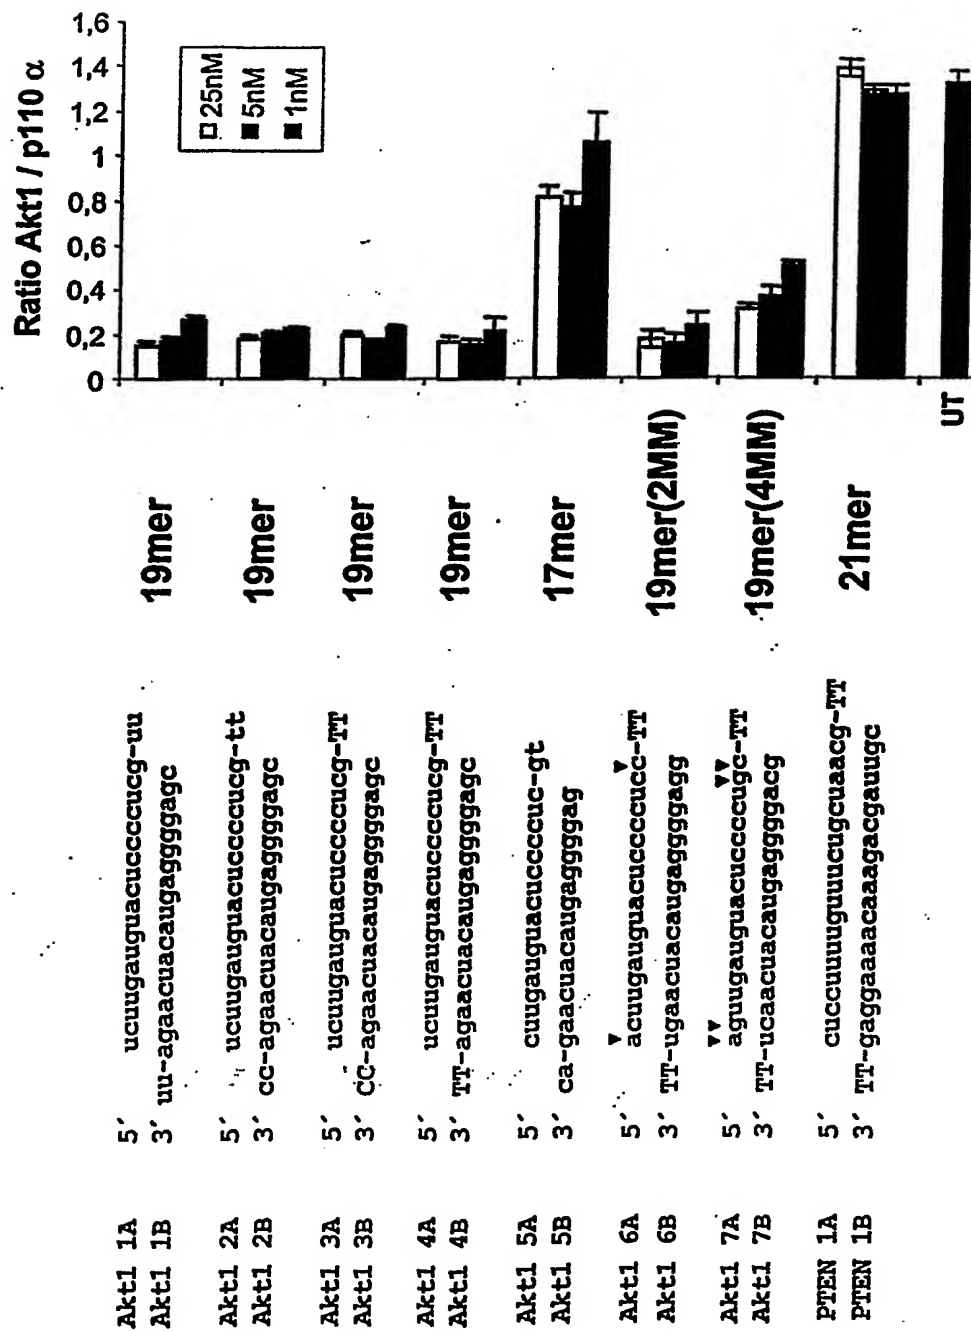 Ratio Akt1 / p110 α
1,6
1,4
1,2
1
0,8
0,6
0,4
0,2
0
25nM
5nM
1nM
Akt1 1A 5´ ucuugauguacuccccucg-uu 19mer
Akt1 1B 3´ uu-agaacuacaugaggggagc
Akt1 2A 5´ ucuugauguacuccccucg-tt 19mer
Akt1 2B 3´ cc-agaacuacaugaggggagc
Akt1 3A 5´ ucuugauguacuccccucg-TT 19mer
Akt1 3B 3´ CC-agaacuacaugaggggagc
Akt1 4A 5´ ucuugauguacuccccucg-TT 19mer
Akt1 4B 3´ TT-agaacuacaugaggggagc
Akt1 5A 5´ cuugauguacuccccuc-gt 17mer
Akt1 5B 3´ ca-gaacuacaugaggggag
Akt1 6A 5´ acuugauguacuccccucc-TT 19mer(2MM)
Akt1 6B 3´ TT-ugaacuacaugaggggagg
Akt1 7A 5´ aguugauguacuccccugc-TT 19mer(4MM)
Akt1 7B 3´ TT-ucaacuacaugaggggacg
PTEN 1A 5´ cuccuuuuguuucugcuaacg-TT 21mer
PTEN 1B 3´ TT-gaggaaaacaaagacgauugc
UT